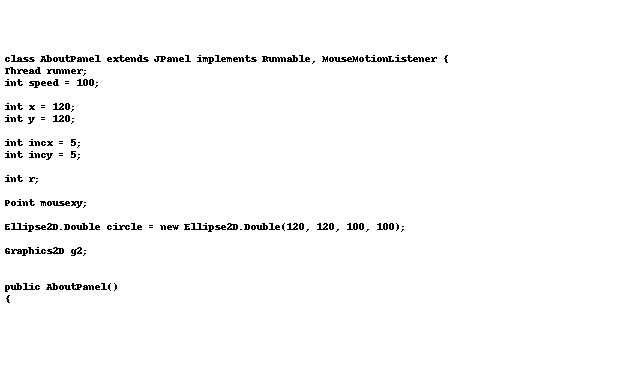 class AboutPanel extends JPanel implements Runnable, MouseMotionListener {
Thread runner;
int speed = 100;
int x = 120;
int y = 120;
int incx = 5;
int incy = 5;
int r;
Point mousexy;
Ellipse2D.Double circle = new Ellipse2D.Double(120, 120, 100, 100);
Graphics2D g2;
public AboutPanel()
{